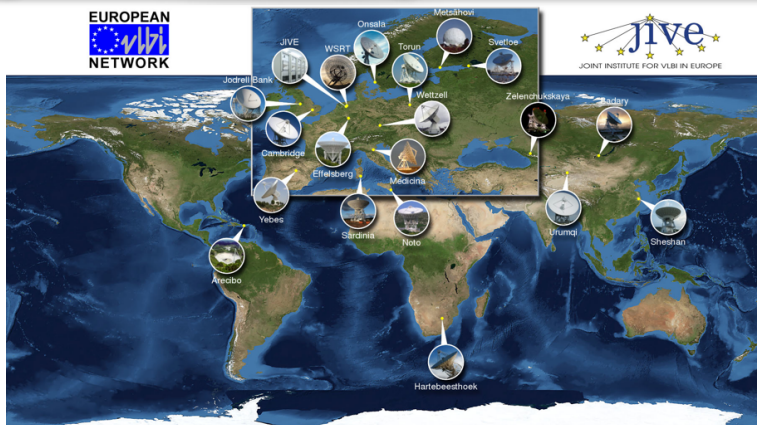 EUROPEAN
vlbi
NETWORK
jive
JOINT INSTITUTE FOR VLBI IN EUROPE
Metsähovi
Onsala
JIVE
WSRT
Torun
Svetloe
Jodrell Bank
Wettzell
Zelenchukskaya
Badary
Cambridge
Effelsberg
Medicina
Yebes
Sardinia
Noto
Urumqi
Sheshan
Arecibo
Hartebeesthoek